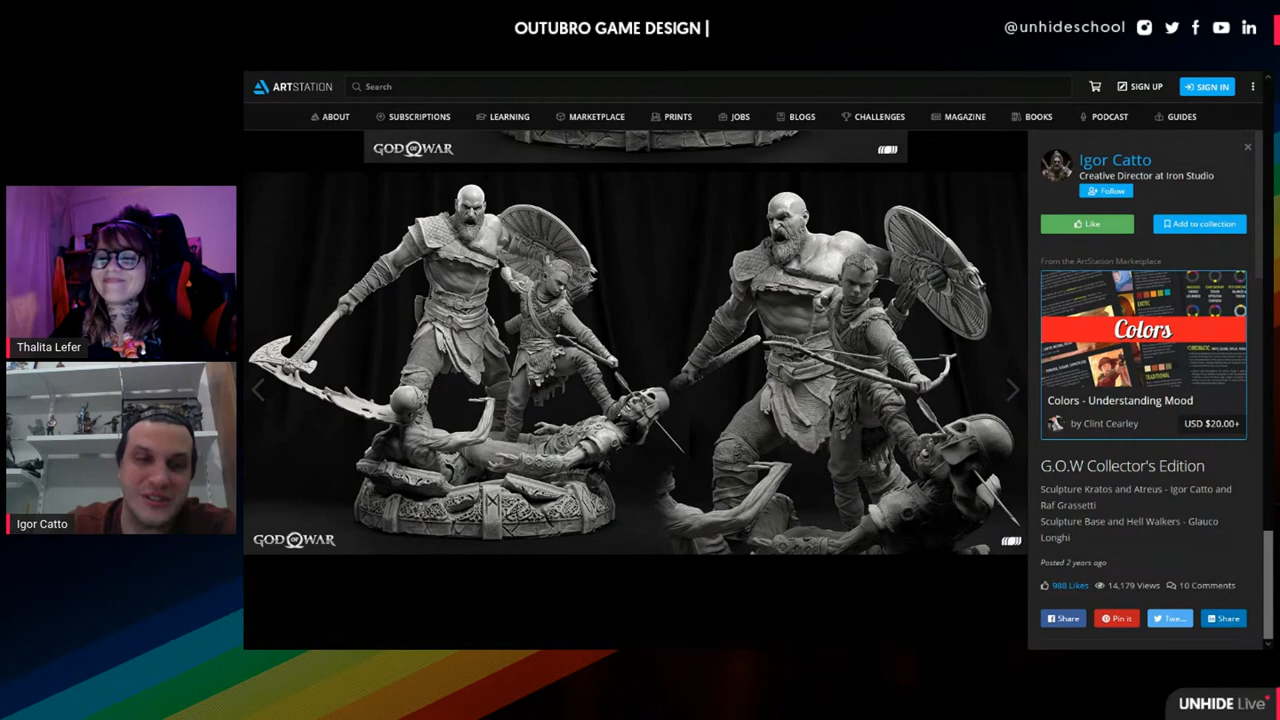 OUTUBRO GAME DESIGN |
@unhideschool
ARTSTATION
Search
SIGN UP
SIGN IN
ABOUT
SUBSCRIPTIONS
LEARNING
MARKETPLACE
PRINTS
JOBS
BLOGS
CHALLENGES
MAGAZINE
BOOKS
PODCAST
GUIDES
GOD OF WAR
Igor Catto
Creative Director at Iron Studio
Follow
Like
Add to collection
From the ArtStation Marketplace
Colors
Colors - Understanding Mood
by Clint Cearley
USD $20.00+
G.O.W Collector's Edition
Sculpture Kratos and Atreus - Igor Catto and
Raf Grassetti
Sculpture Base and Hell Walkers - Glauco
Longhi
Posted 2 years ago
988 Likes
14,179 Views
10 Comments
Share
Pin it
Twe...
Share
GOD OF WAR
Thalita Lefer
Igor Catto
UNHIDE Live